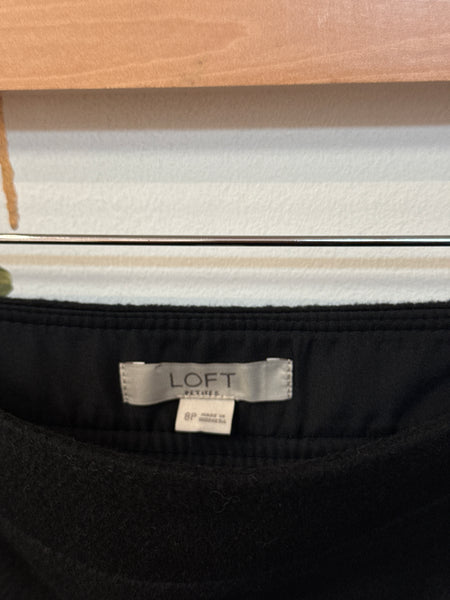 LOFT
PETITES
8P
MADE IN
INDONESIA